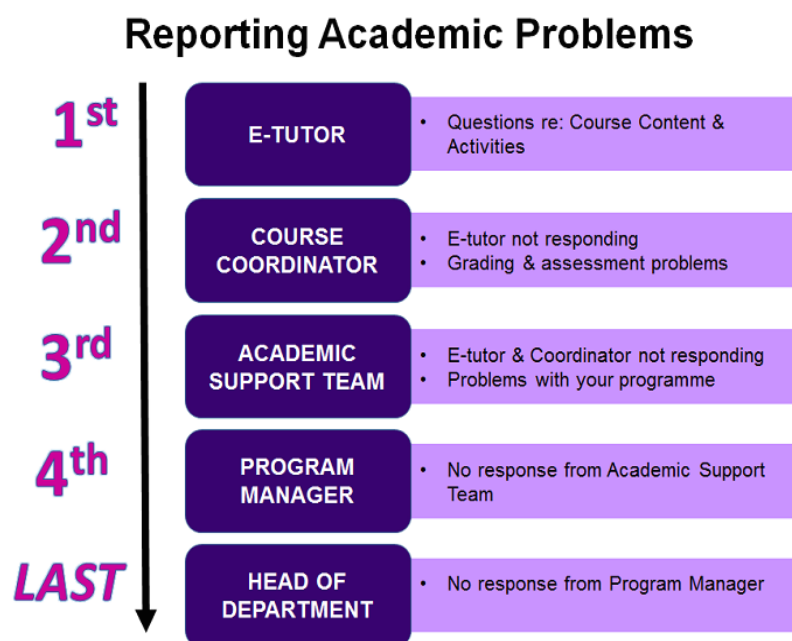 Reporting Academic Problems
1st
E-TUTOR
• Questions re: Course Content &
Activities
2nd
COURSE
COORDINATOR
• E-tutor not responding
• Grading & assessment problems
3rd
ACADEMIC
SUPPORT TEAM
• E-tutor & Coordinator not responding
• Problems with your programme
4th
PROGRAM
MANAGER
• No response from Academic Support
Team
LAST
HEAD OF
DEPARTMENT
• No response from Program Manager